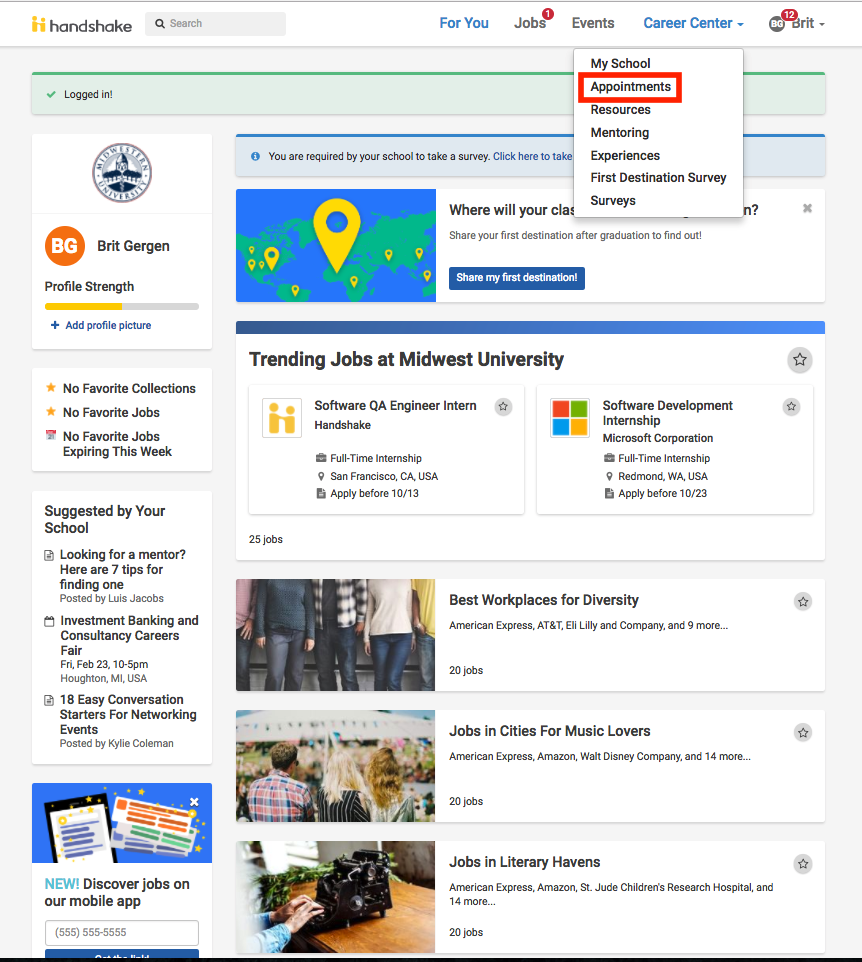 handshake
Search
For You
Jobs
1
Events
Career Center
BG
12
Brit
My School
Appointments
Resources
Mentoring
Experiences
First Destination Survey
Surveys
Logged in!
MIDWESTERN
UNIVERSITY
BG
Brit Gergen
Profile Strength
+ Add profile picture
No Favorite Collections
No Favorite Jobs
No Favorite Jobs
Expiring This Week
Suggested by Your
School
Looking for a mentor?
Here are 7 tips for
finding one
Posted by Luis Jacobs
Investment Banking and
Consultancy Careers
Fair
Fri, Feb 23, 10-5pm
Houghton, MI, USA
18 Easy Conversation
Starters For Networking
Events
Posted by Kylie Coleman
NEW! Discover jobs on
our mobile app
(555) 555-5555
Got the link!
You are required by your school to take a survey. Click here to take
Where will your clas
n?
Share your first destination after graduation to find out!
Share my first destination!
Trending Jobs at Midwest University
Software QA Engineer Intern
Handshake
Full-Time Internship
San Francisco, CA, USA
Apply before 10/13
Software Development
Internship
Microsoft Corporation
Full-Time Internship
Redmond, WA, USA
Apply before 10/23
25 jobs
Best Workplaces for Diversity
American Express, AT&T, Eli Lilly and Company, and 9 more...
20 jobs
Jobs in Cities For Music Lovers
American Express, Amazon, Walt Disney Company, and 14 more...
20 jobs
Jobs in Literary Havens
American Express, Amazon, St. Jude Children's Research Hospital, and
14 more...
20 jobs